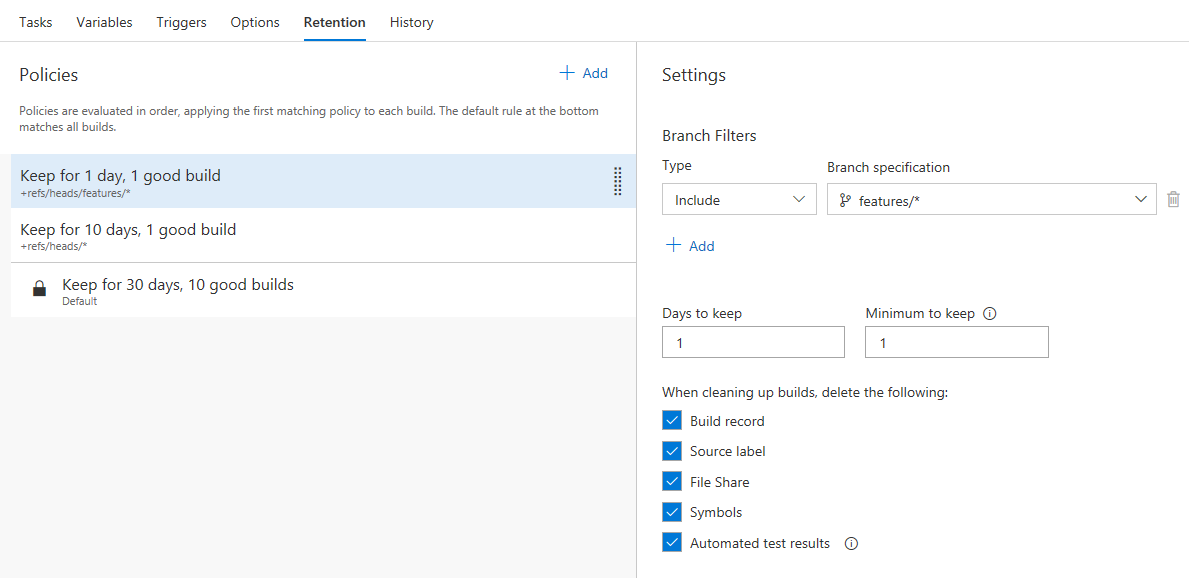 Tasks Variables Triggers Options Retention History
Policies
Add
Policies are evaluated in order, applying the first matching policy to each build. The default rule at the bottom
matches all builds.
Keep for 1 day, 1 good build
+refs/heads/features/*
Keep for 10 days, 1 good build
+refs/heads/*
Keep for 30 days, 10 good builds
Default
Settings
Branch Filters
Type Branch specification
Include features/*
Add
Days to keep Minimum to keep
1 1
When cleaning up builds, delete the following:
Build record
Source label
File Share
Symbols
Automated test results